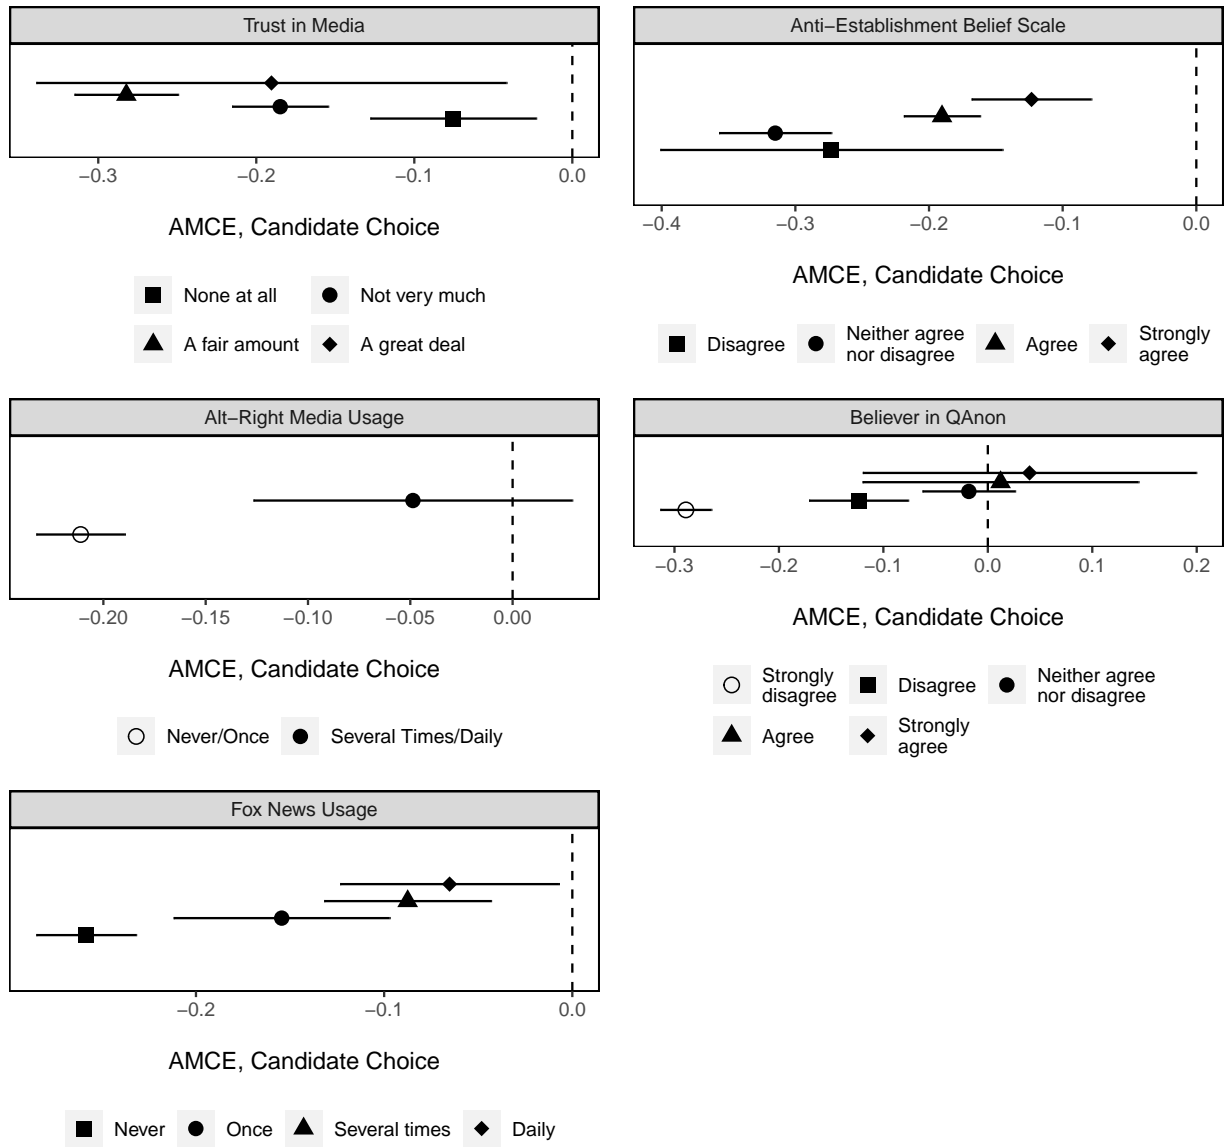 Trust in Media
−0.3 −0.2 −0.1 0.0
AMCE, Candidate Choice
None at all Not very much
A fair amount A great deal
Anti−Establishment Belief Scale
−0.4 −0.3 −0.2 −0.1 0.0
AMCE, Candidate Choice
Disagree Neither agree nor disagree Agree Strongly agree
Alt−Right Media Usage
−0.20 −0.15 −0.10 −0.05 0.00
AMCE, Candidate Choice
Never/Once Several Times/Daily
Believer in QAnon
−0.3 −0.2 −0.1 0.0 0.1 0.2
AMCE, Candidate Choice
Strongly disagree Disagree Neither agree nor disagree
Agree Strongly agree
Fox News Usage
−0.2 −0.1 0.0
AMCE, Candidate Choice
Never Once Several times Daily